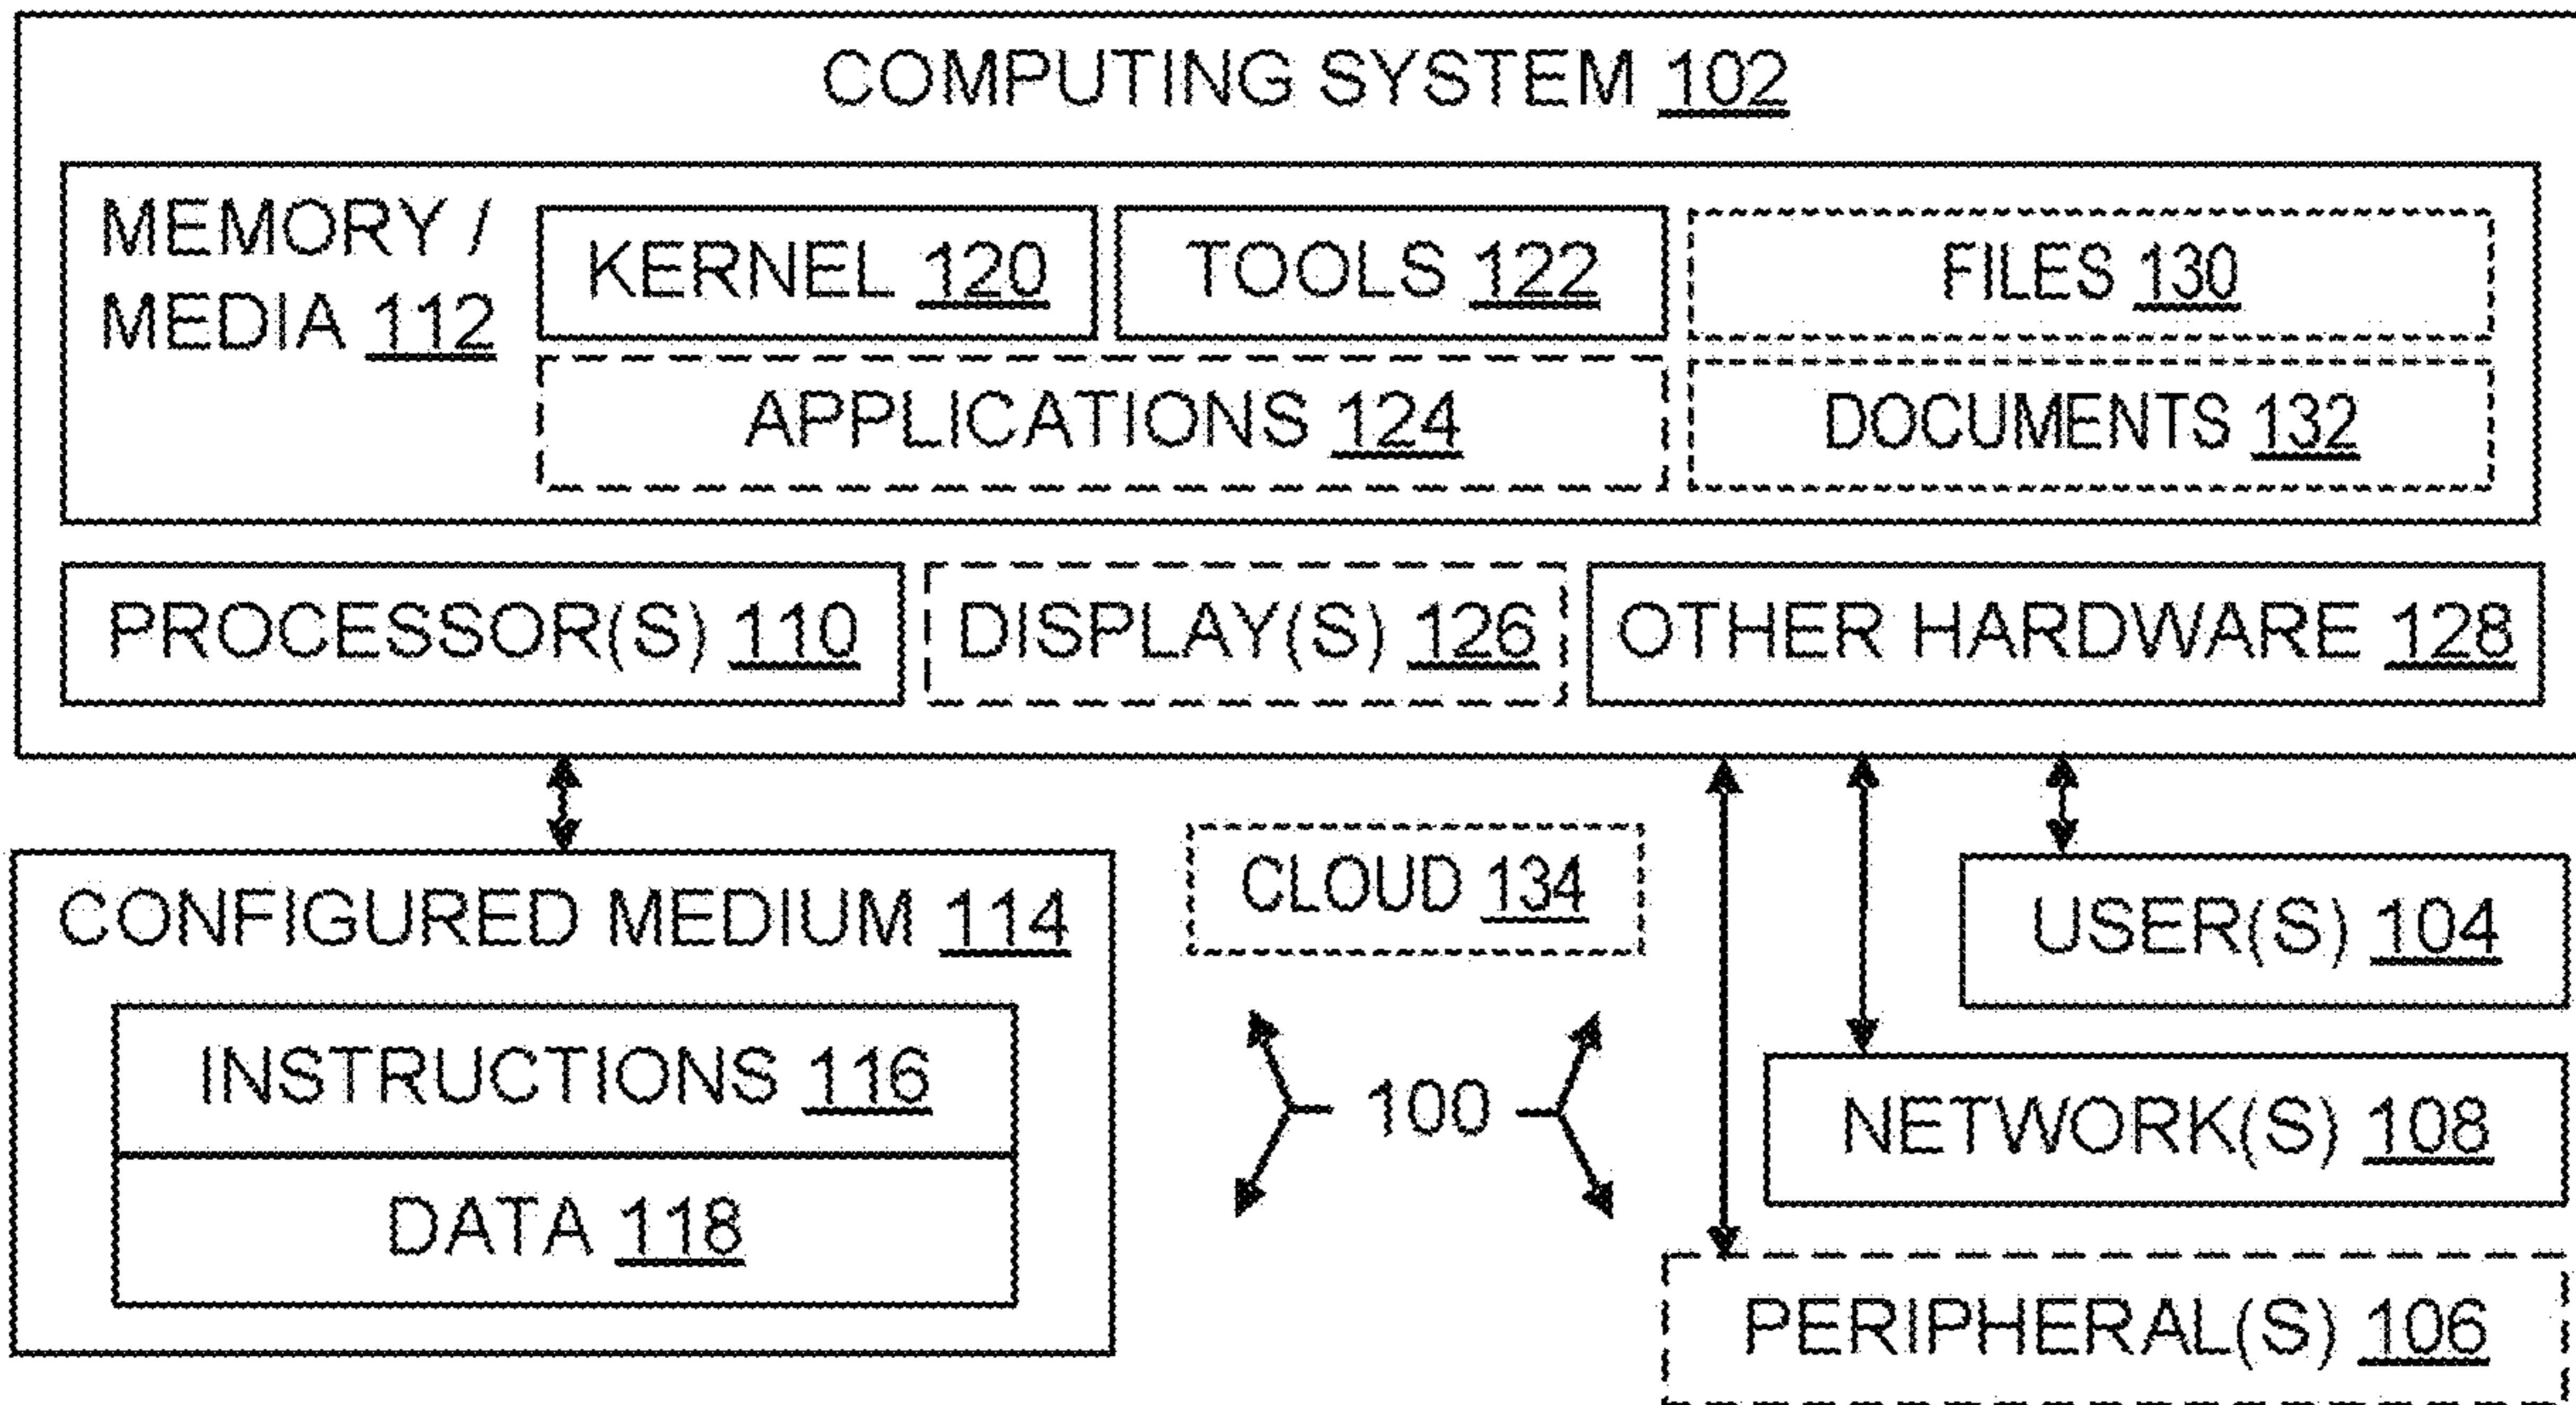 COMPUTING SYSTEM 102
MEMORY /
MEDIA 112
KERNEL 120
TOOLS 122
FILES 130
APPLICATIONS 124
DOCUMENTS 132
PROCESSOR(S) 110
DISPLAY(S) 126
OTHER HARDWARE 128
CONFIGURED MEDIUM 114
INSTRUCTIONS 116
DATA 118
CLOUD 134
100
USER(S) 104
NETWORK(S) 108
PERIPHERAL(S) 106